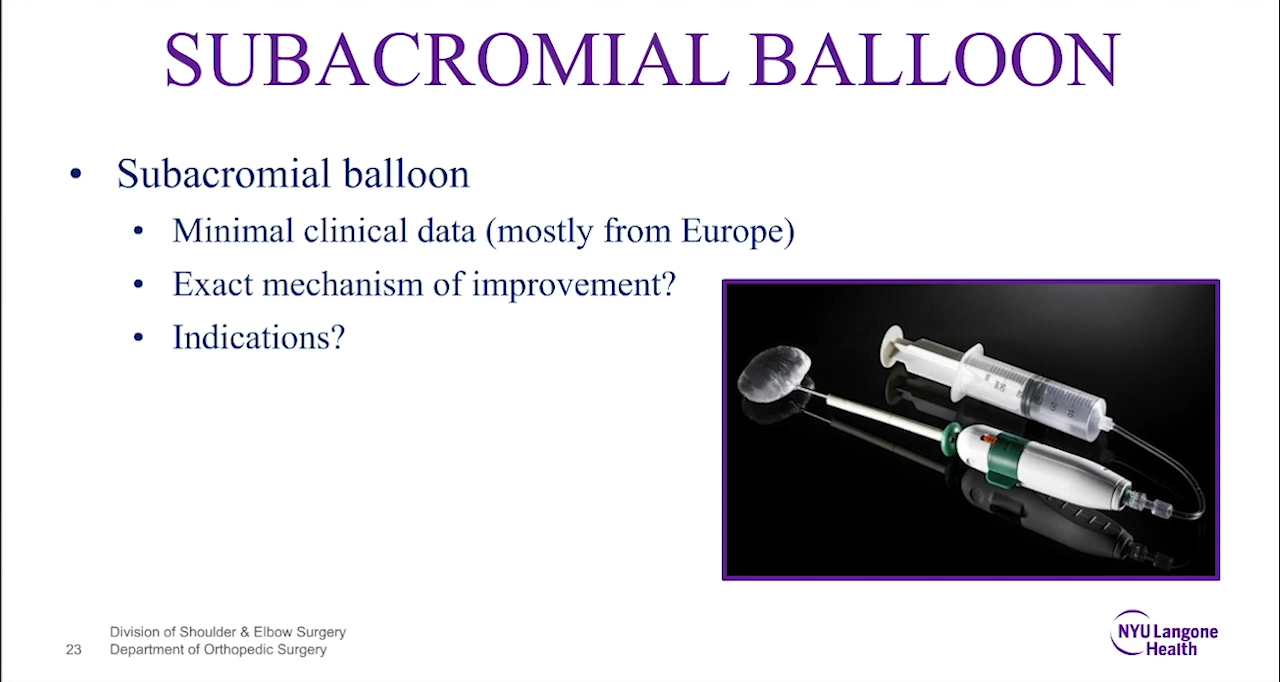 SUBACROMIAL BALLOON
• Subacromial balloon
• Minimal clinical data (mostly from Europe)
• Exact mechanism of improvement?
• Indications?
Division of Shoulder & Elbow Surgery
23 Department of Orthopedic Surgery
NYU Langone
Health